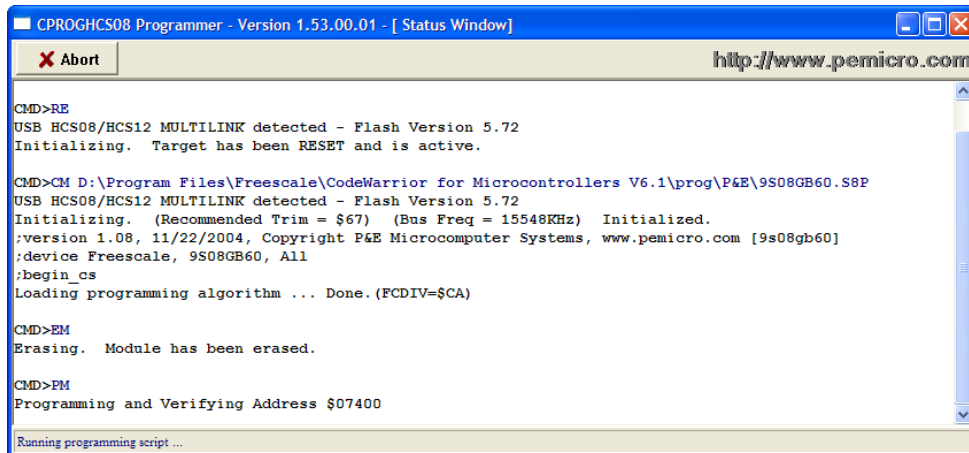 CPROGHCS08 Programmer - Version 1.53.00.01 - [ Status Window]
Abort
http://www.pemicro.com
CMD>RE
USB HCS08/HCS12 MULTILINK detected - Flash Version 5.72
Initializing.  Target has been RESET and is active.
CMD>CM D:\Program Files\Freescale\CodeWarrior for Microcontrollers V6.1\prog\P&E\9S08GB60.S8P
USB HCS08/HCS12 MULTILINK detected - Flash Version 5.72
Initializing.  (Recommended Trim = $67)  (Bus Freq = 15548KHz)  Initialized.
;version 1.08, 11/22/2004, Copyright P&E Microcomputer Systems, www.pemicro.com [9s08gb60]
;device Freescale, 9S08GB60, All
;begin_cs
Loading programming algorithm ... Done.(FCDIV=$CA)
CMD>EM
Erasing.  Module has been erased.
CMD>PM
Programming and Verifying Address $07400
Running programming script ...